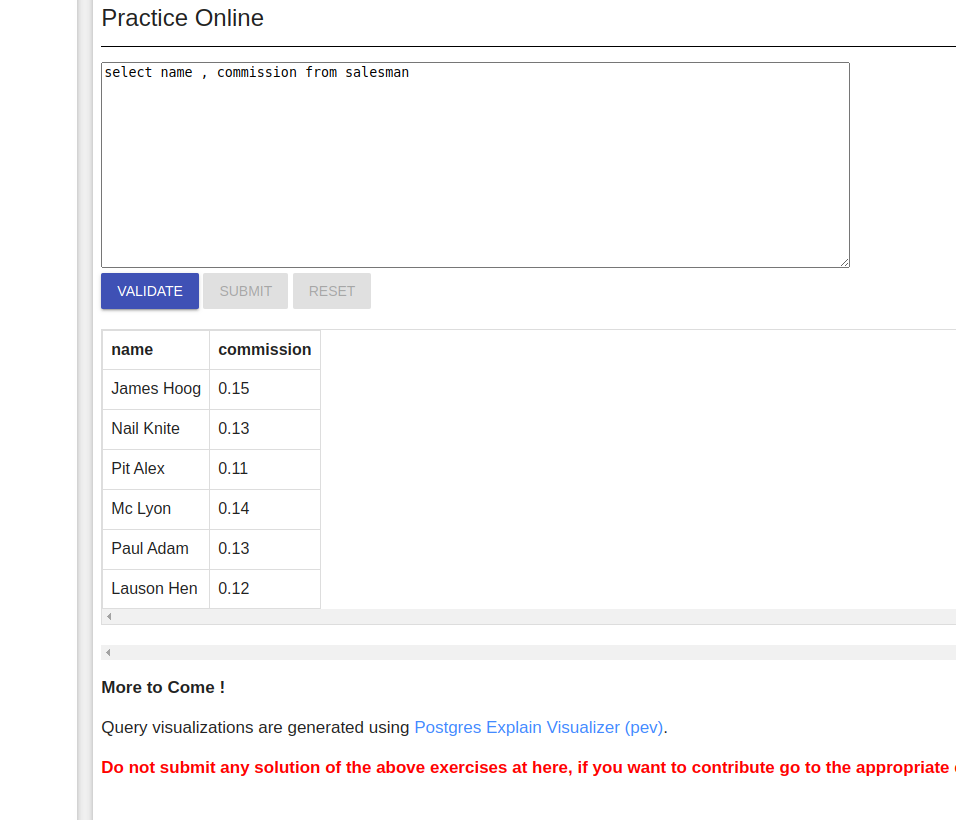 Practice Online
select name , commission from salesman
VALIDATE SUBMIT RESET
name commission
James Hoog 0.15
Nail Knite 0.13
Pit Alex 0.11
Mc Lyon 0.14
Paul Adam 0.13
Lauson Hen 0.12
More to Come !
Query visualizations are generated using Postgres Explain Visualizer (pev).
Do not submit any solution of the above exercises at here, if you want to contribute go to the appropriate